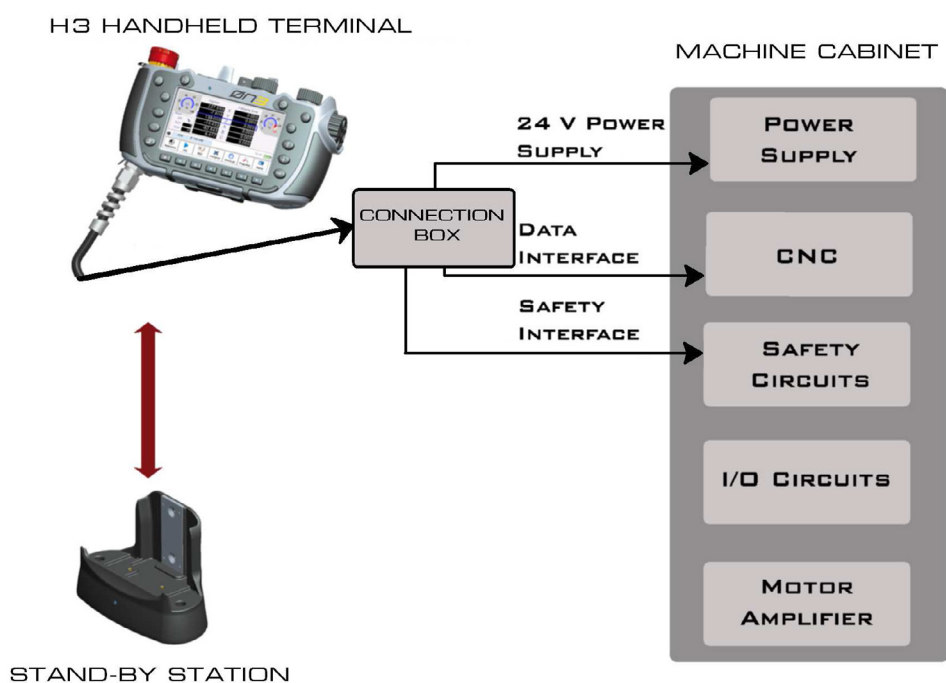 H3 HANDHELD TERMINAL
MACHINE CABINET
24 V POWER
SUPPLY
POWER
SUPPLY
CONNECTION
BOX
DATA
INTERFACE
CNC
SAFETY
INTERFACE
SAFETY
CIRCUITS
I/O CIRCUITS
MOTOR
AMPLIFIER
STAND-BY STATION